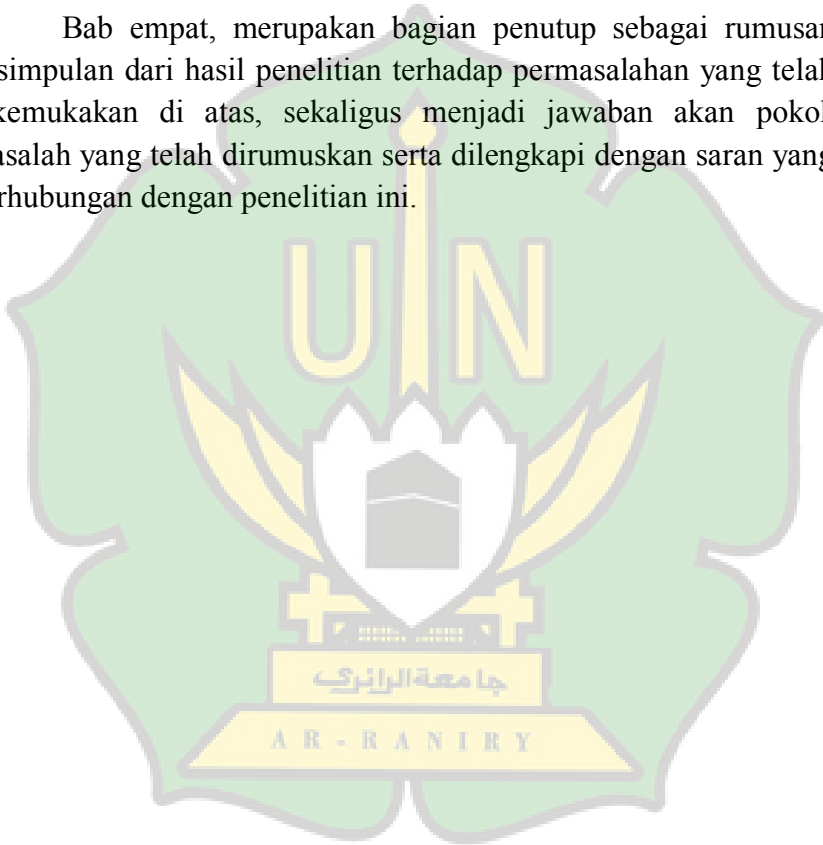 Bab empat, merupakan bagian penutup sebagai rumusan
simpulan dari hasil penelitian terhadap permasalahan yang telah
kemukakan di atas, sekaligus menjadi jawaban akan pokok
asalah yang telah dirumuskan serta dilengkapi dengan saran yang
rhubungan dengan penelitian ini.
UIN
جامعةالرانري
AR-RANIRY